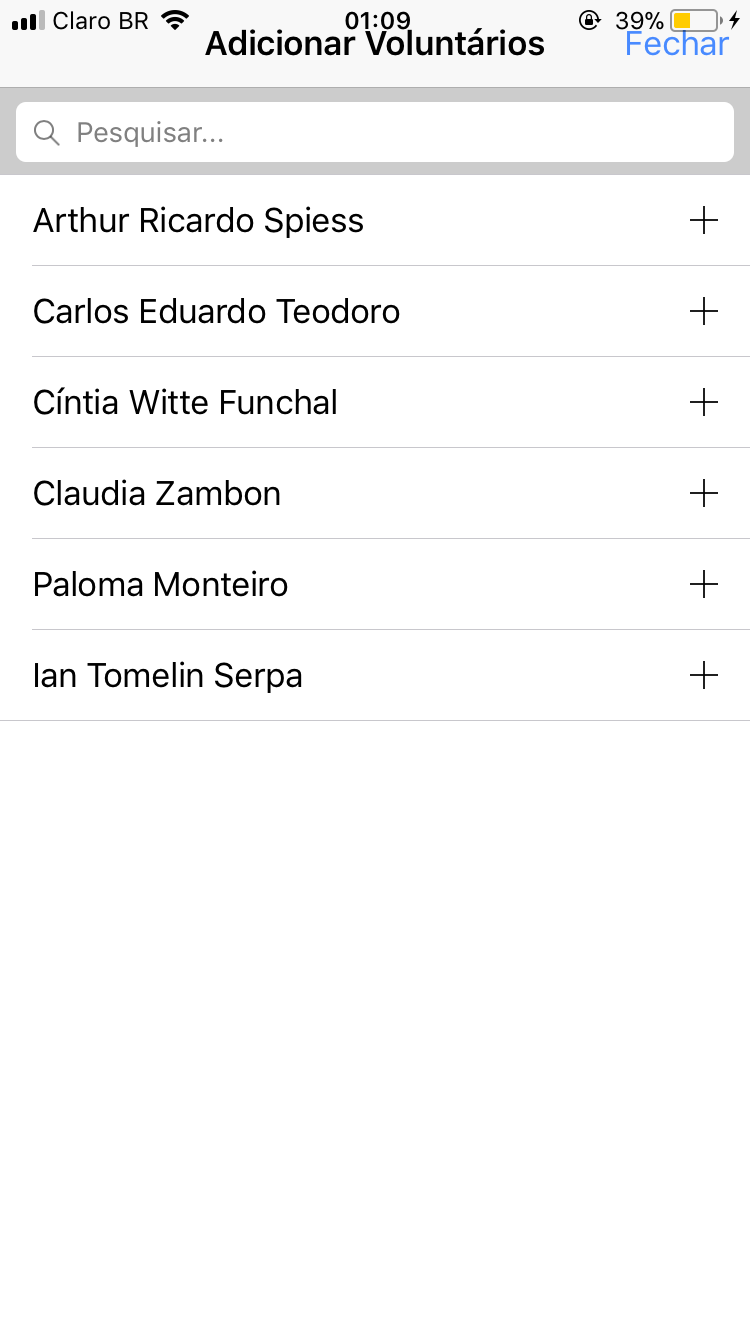 Claro BR 01:09 39%
Adicionar Voluntários Fechar
Pesquisar...
Arthur Ricardo Spiess
Carlos Eduardo Teodoro
Cíntia Witte Funchal
Claudia Zambon
Paloma Monteiro
Ian Tomelin Serpa